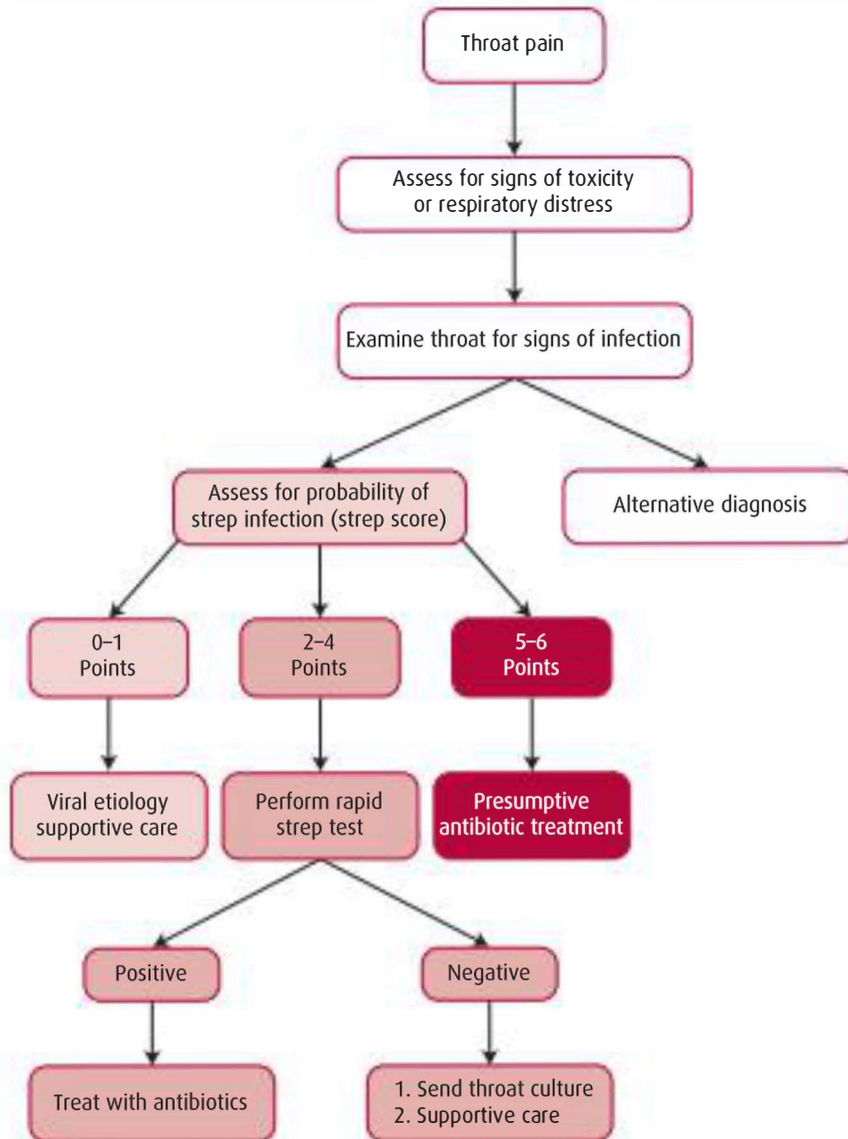 Throat pain
Assess for signs of toxicity
or respiratory distress
Examine throat for signs of infection
Assess for probability of
strep infection (strep score)
Alternative diagnosis
0–1
Points
2–4
Points
5–6
Points
Viral etiology
supportive care
Perform rapid
strep test
Presumptive
antibiotic treatment
Positive
Negative
Treat with antibiotics
1. Send throat culture
2. Supportive care